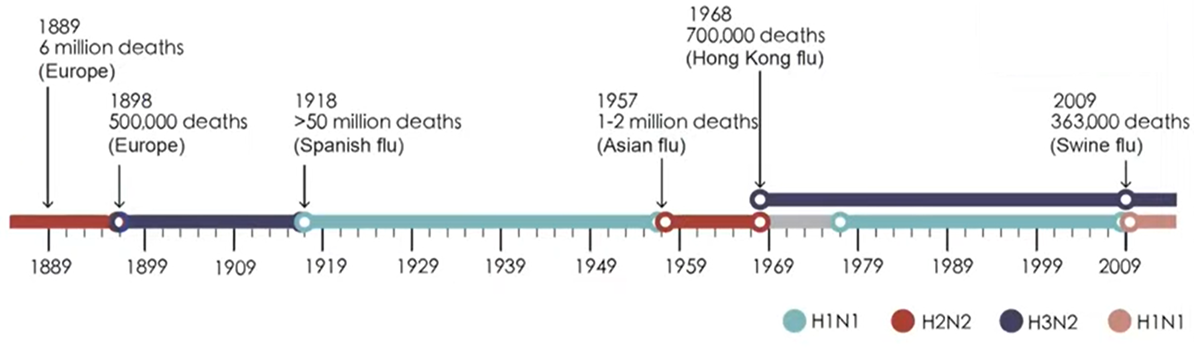 1889
6 million deaths
(Europe)
1898
500,000 deaths
(Europe)
1918
>50 million deaths
(Spanish flu)
1957
1-2 million deaths
(Asian flu)
1968
700,000 deaths
(Hong Kong flu)
2009
363,000 deaths
(Swine flu)
1889 1899 1909 1919 1929 1939 1949 1959 1969 1979 1989 1999 2009
H1N1 H2N2 H3N2 H1N1